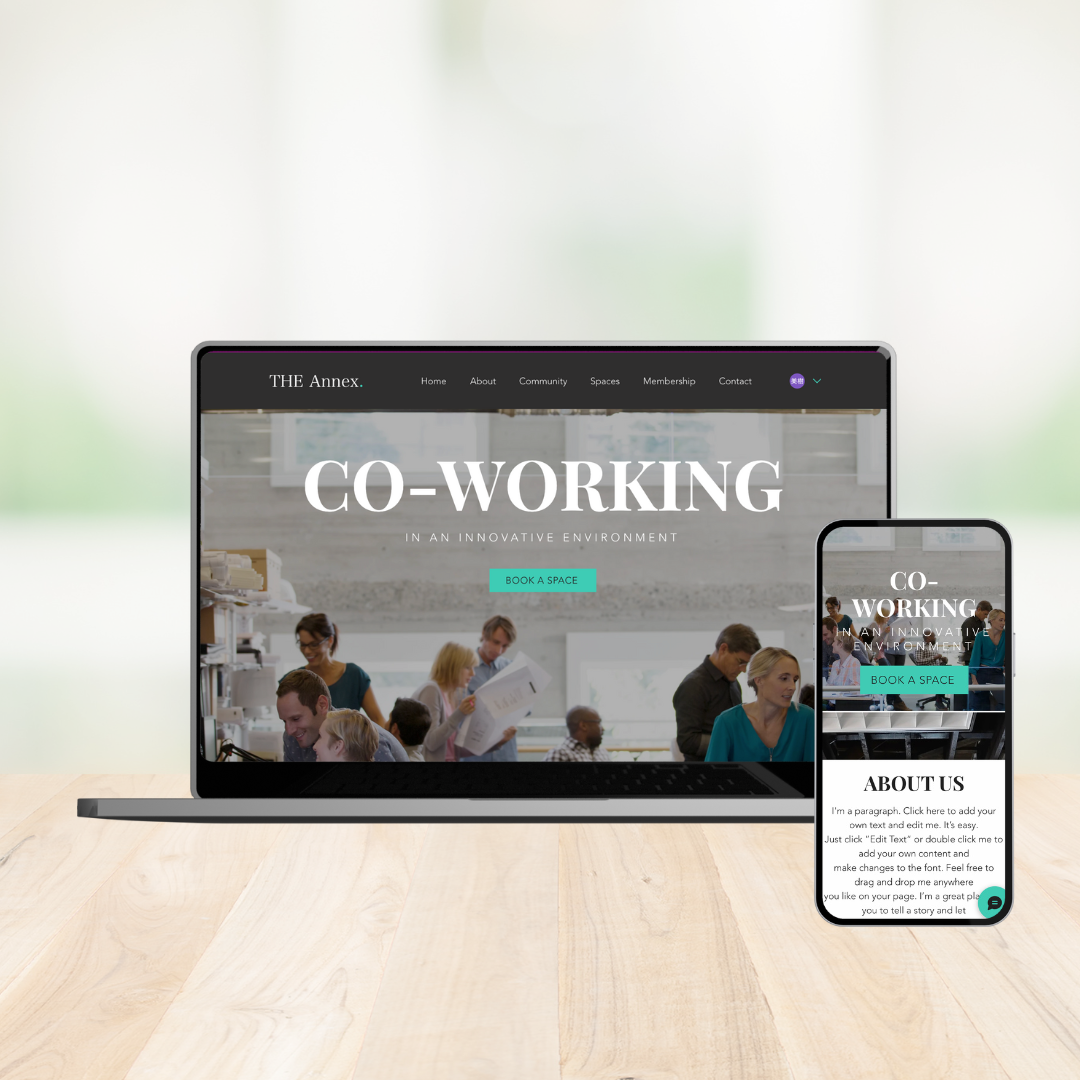 THE Annex.
Home About Community Spaces Membership Contact
美樹
CO-WORKING
IN AN INNOVATIVE ENVIRONMENT
BOOK A SPACE
CO-
WORKING
IN AN INNOVATIVE
ENVIRONMENT
BOOK A SPACE
ABOUT US
I'm a paragraph. Click here to add your
own text and edit me. It's easy.
Just click “Edit Text” or double click me to
add your own content and
make changes to the font. Feel free to
drag and drop me anywhere
you like on your page. I'm a great
you to tell a story and let